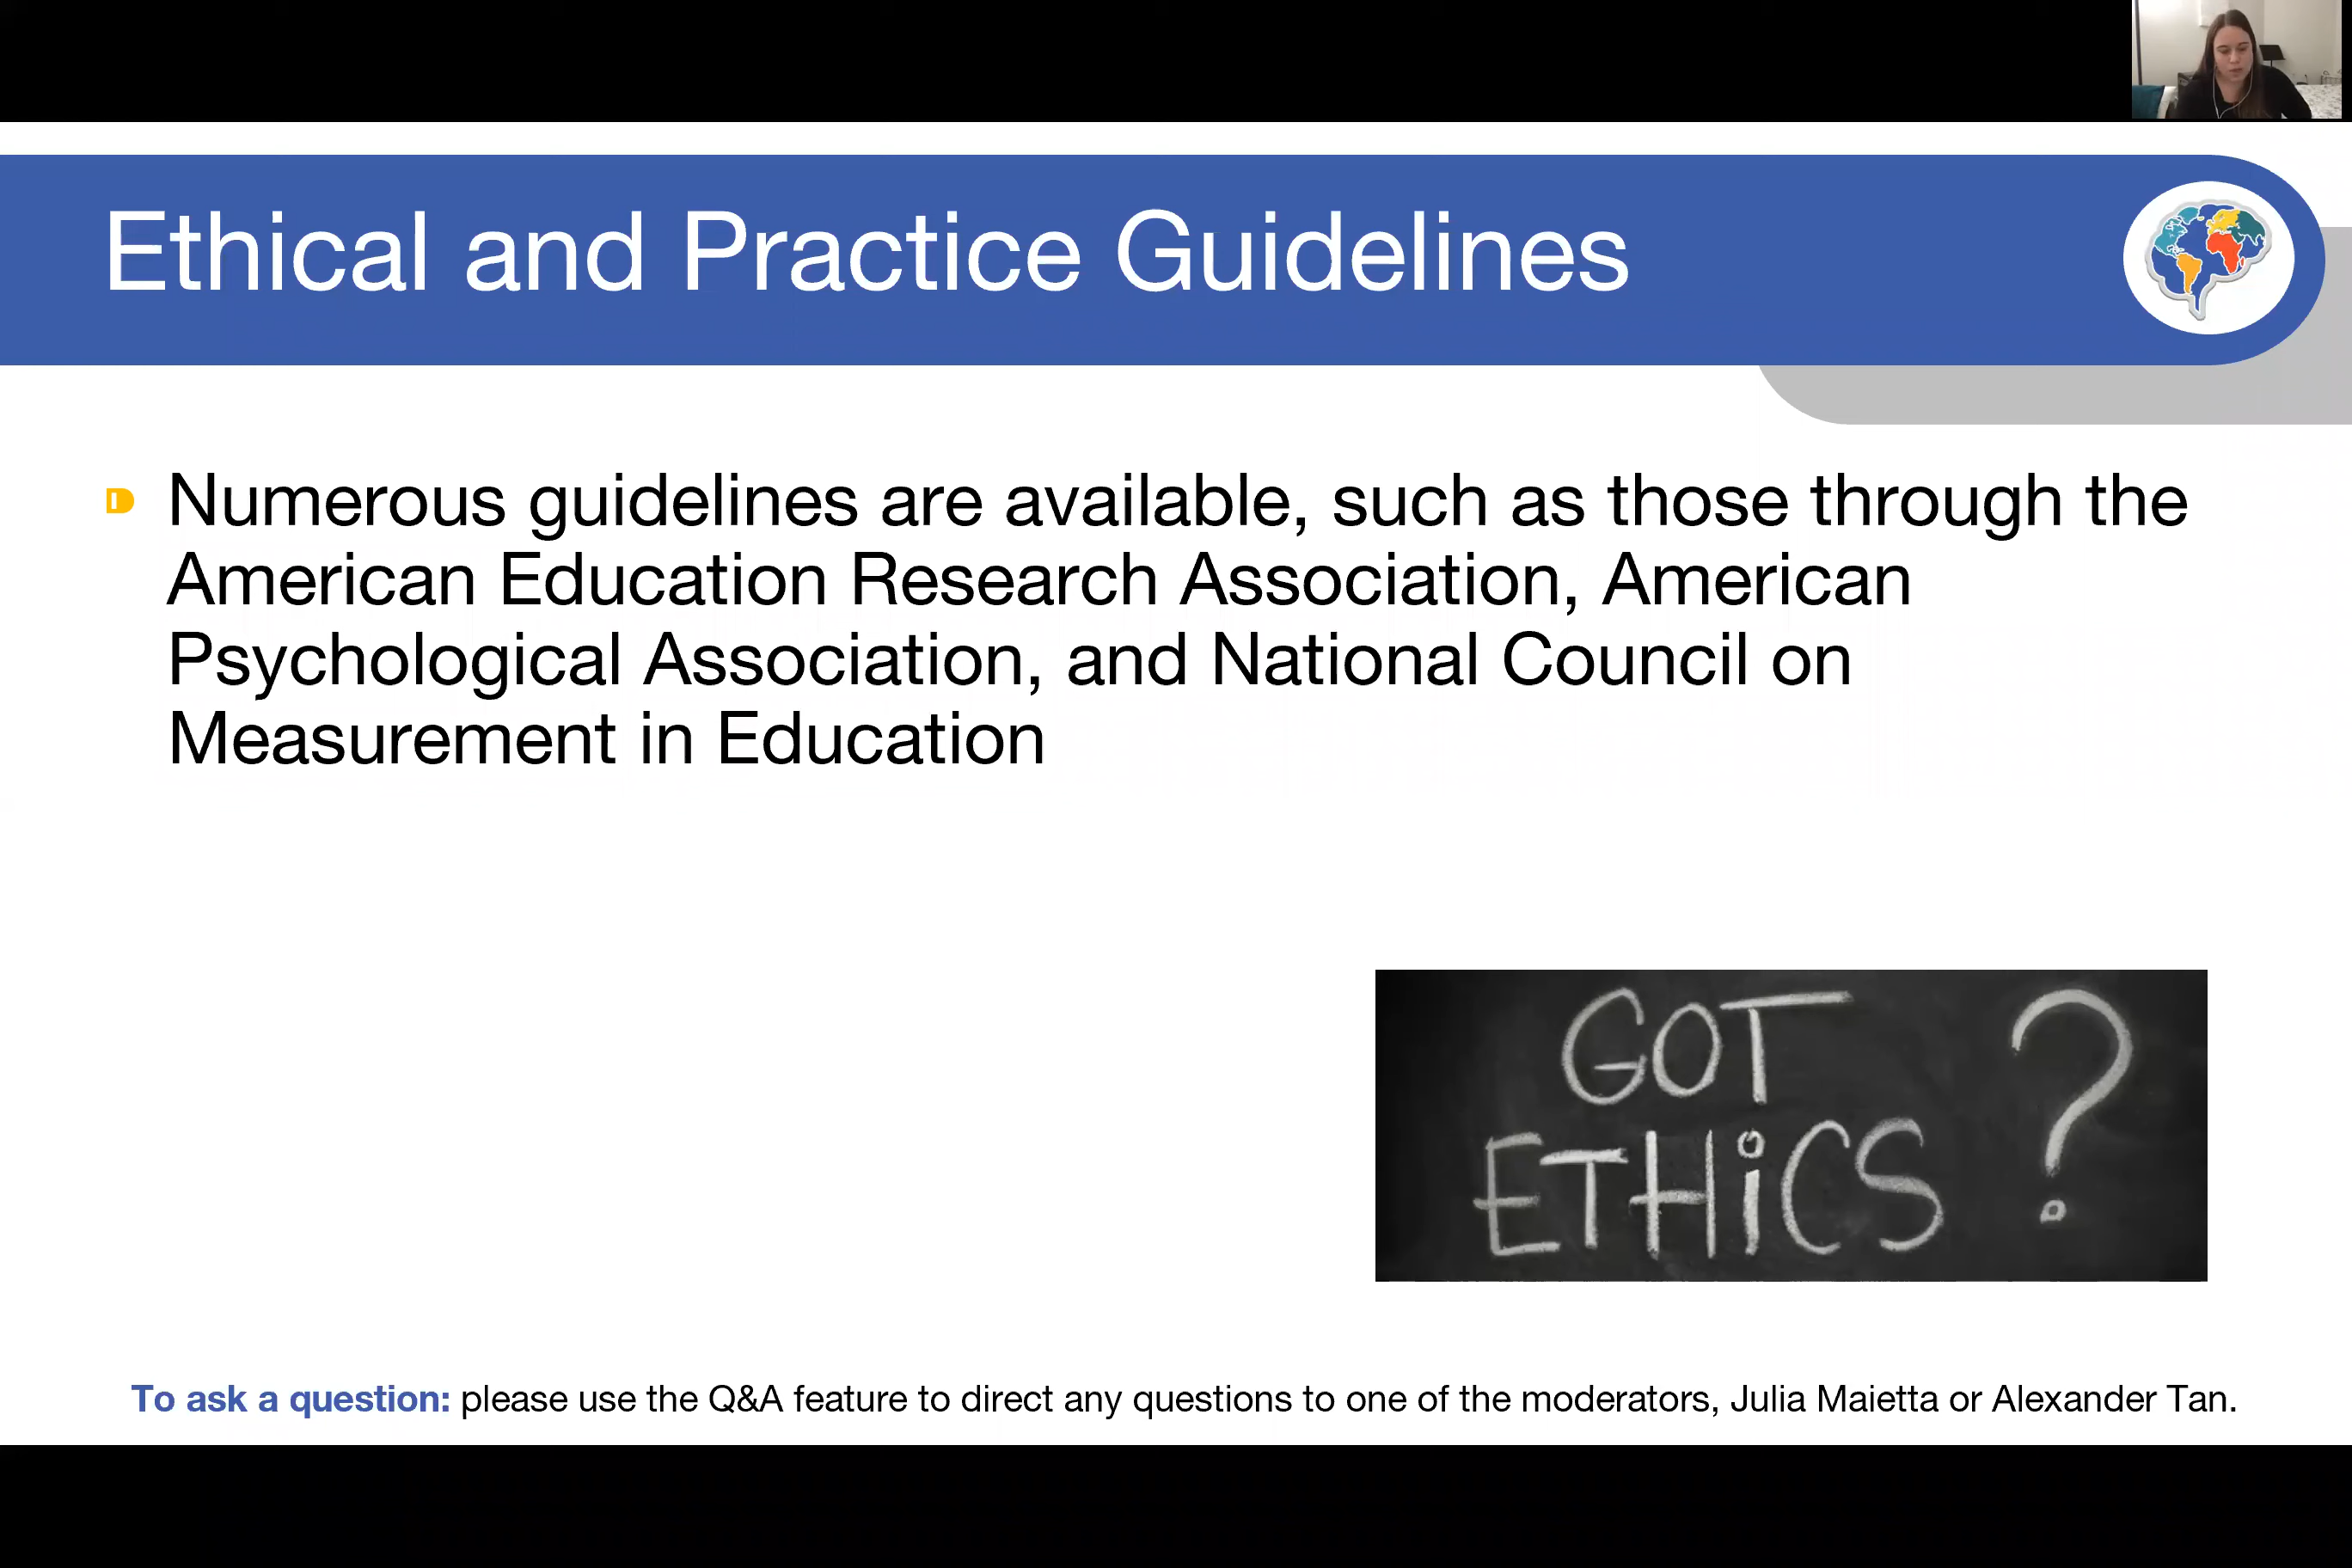 Ethical and Practice Guidelines
Numerous guidelines are available, such as those through the
American Education Research Association, American
Psychological Association, and National Council on
Measurement in Education
GOT
ETHiCS ?
To ask a question: please use the Q&A feature to direct any questions to one of the moderators, Julia Maietta or Alexander Tan.